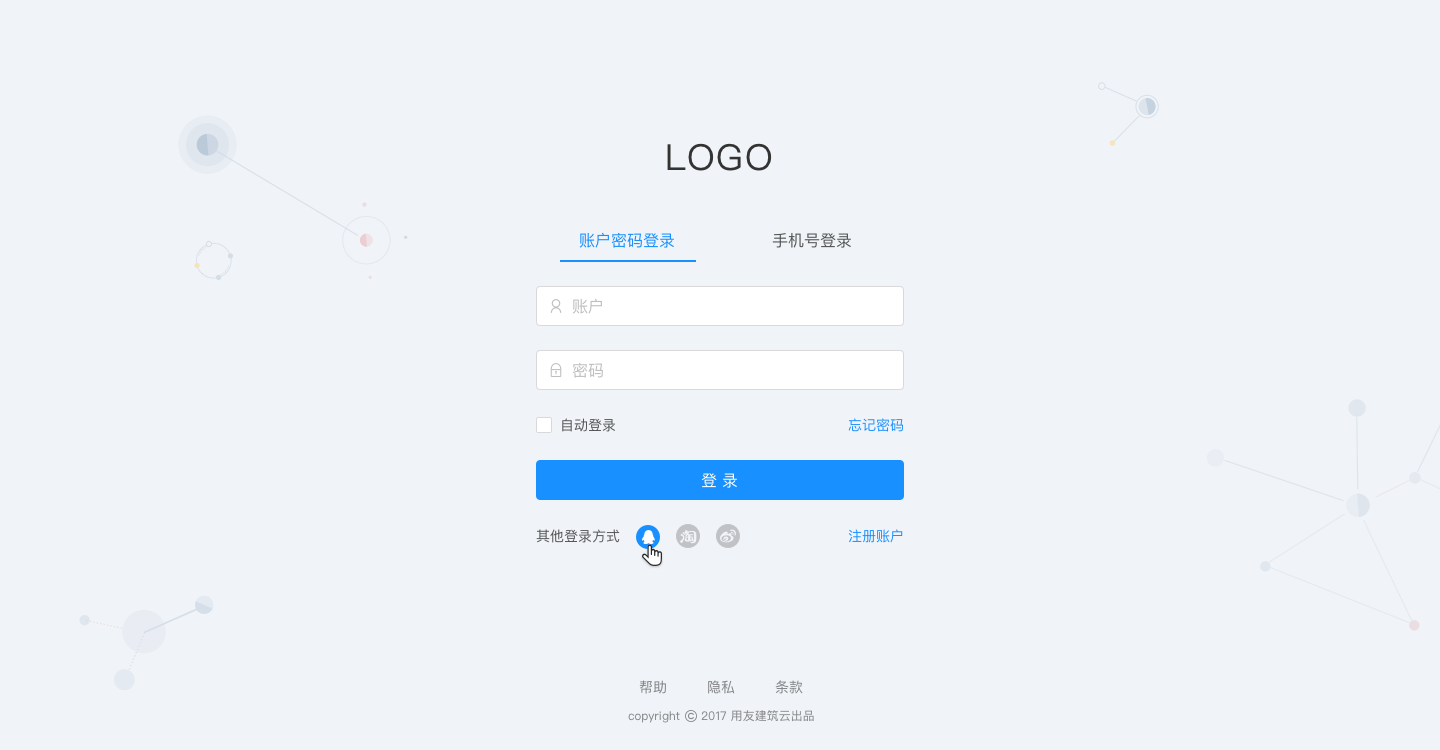 LOGO
账户密码登录 手机号登录
账户
密码
自动登录 忘记密码
登 录
其他登录方式 淘 注册账户
帮助 隐私 条款
copyright © 2017 用友建筑云出品